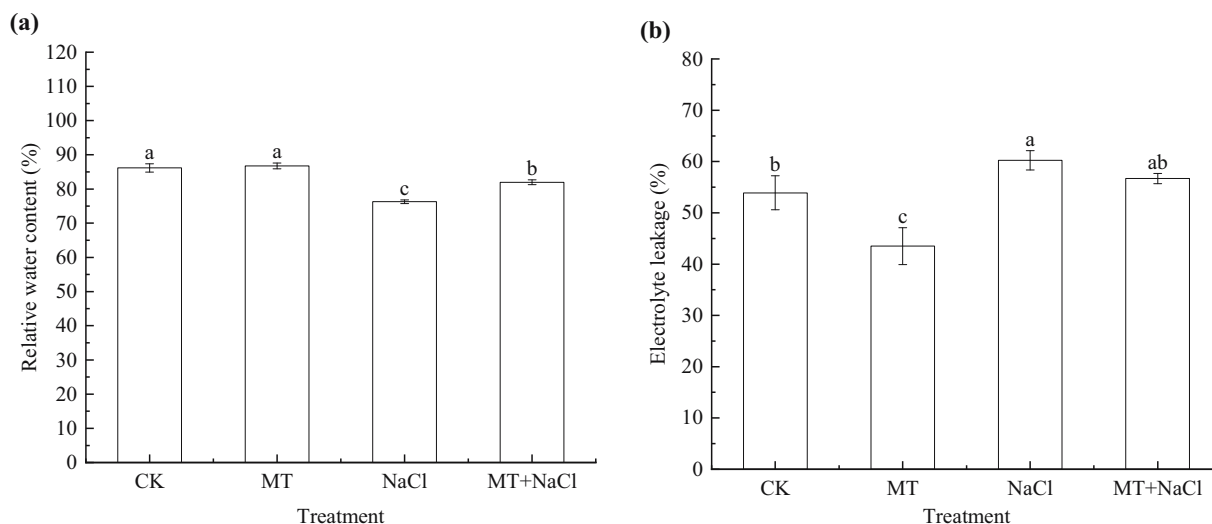 (a)
120
110
100
90
80
70
60
50
40
30
20
10
0
Relative water content (%)
a
a
c
b
CK
MT
NaCl
MT+NaCl
Treatment
(b)
80
70
60
50
40
30
20
10
0
Electrolyte leakage (%)
b
c
a
ab
CK
MT
NaCl
MT+NaCl
Treatment